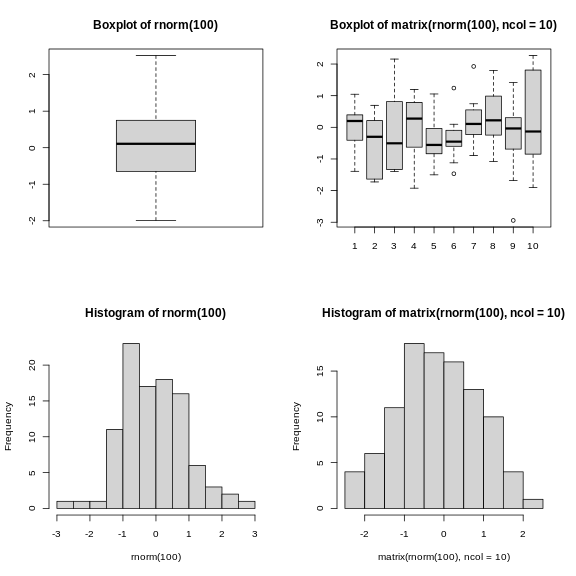 Boxplot of rnorm(100)
2
1
0
-1
-2
Boxplot of matrix(rnorm(100), ncol = 10)
2
1
0
-1
-2
-3
1 2 3 4 5 6 7 8 9 10
Histogram of rnorm(100)
Frequency
20
15
10
5
0
-3 -2 -1 0 1 2 3
rnorm(100)
Histogram of matrix(rnorm(100), ncol = 10)
Frequency
15
10
5
0
-2 -1 0 1 2
matrix(rnorm(100), ncol = 10)